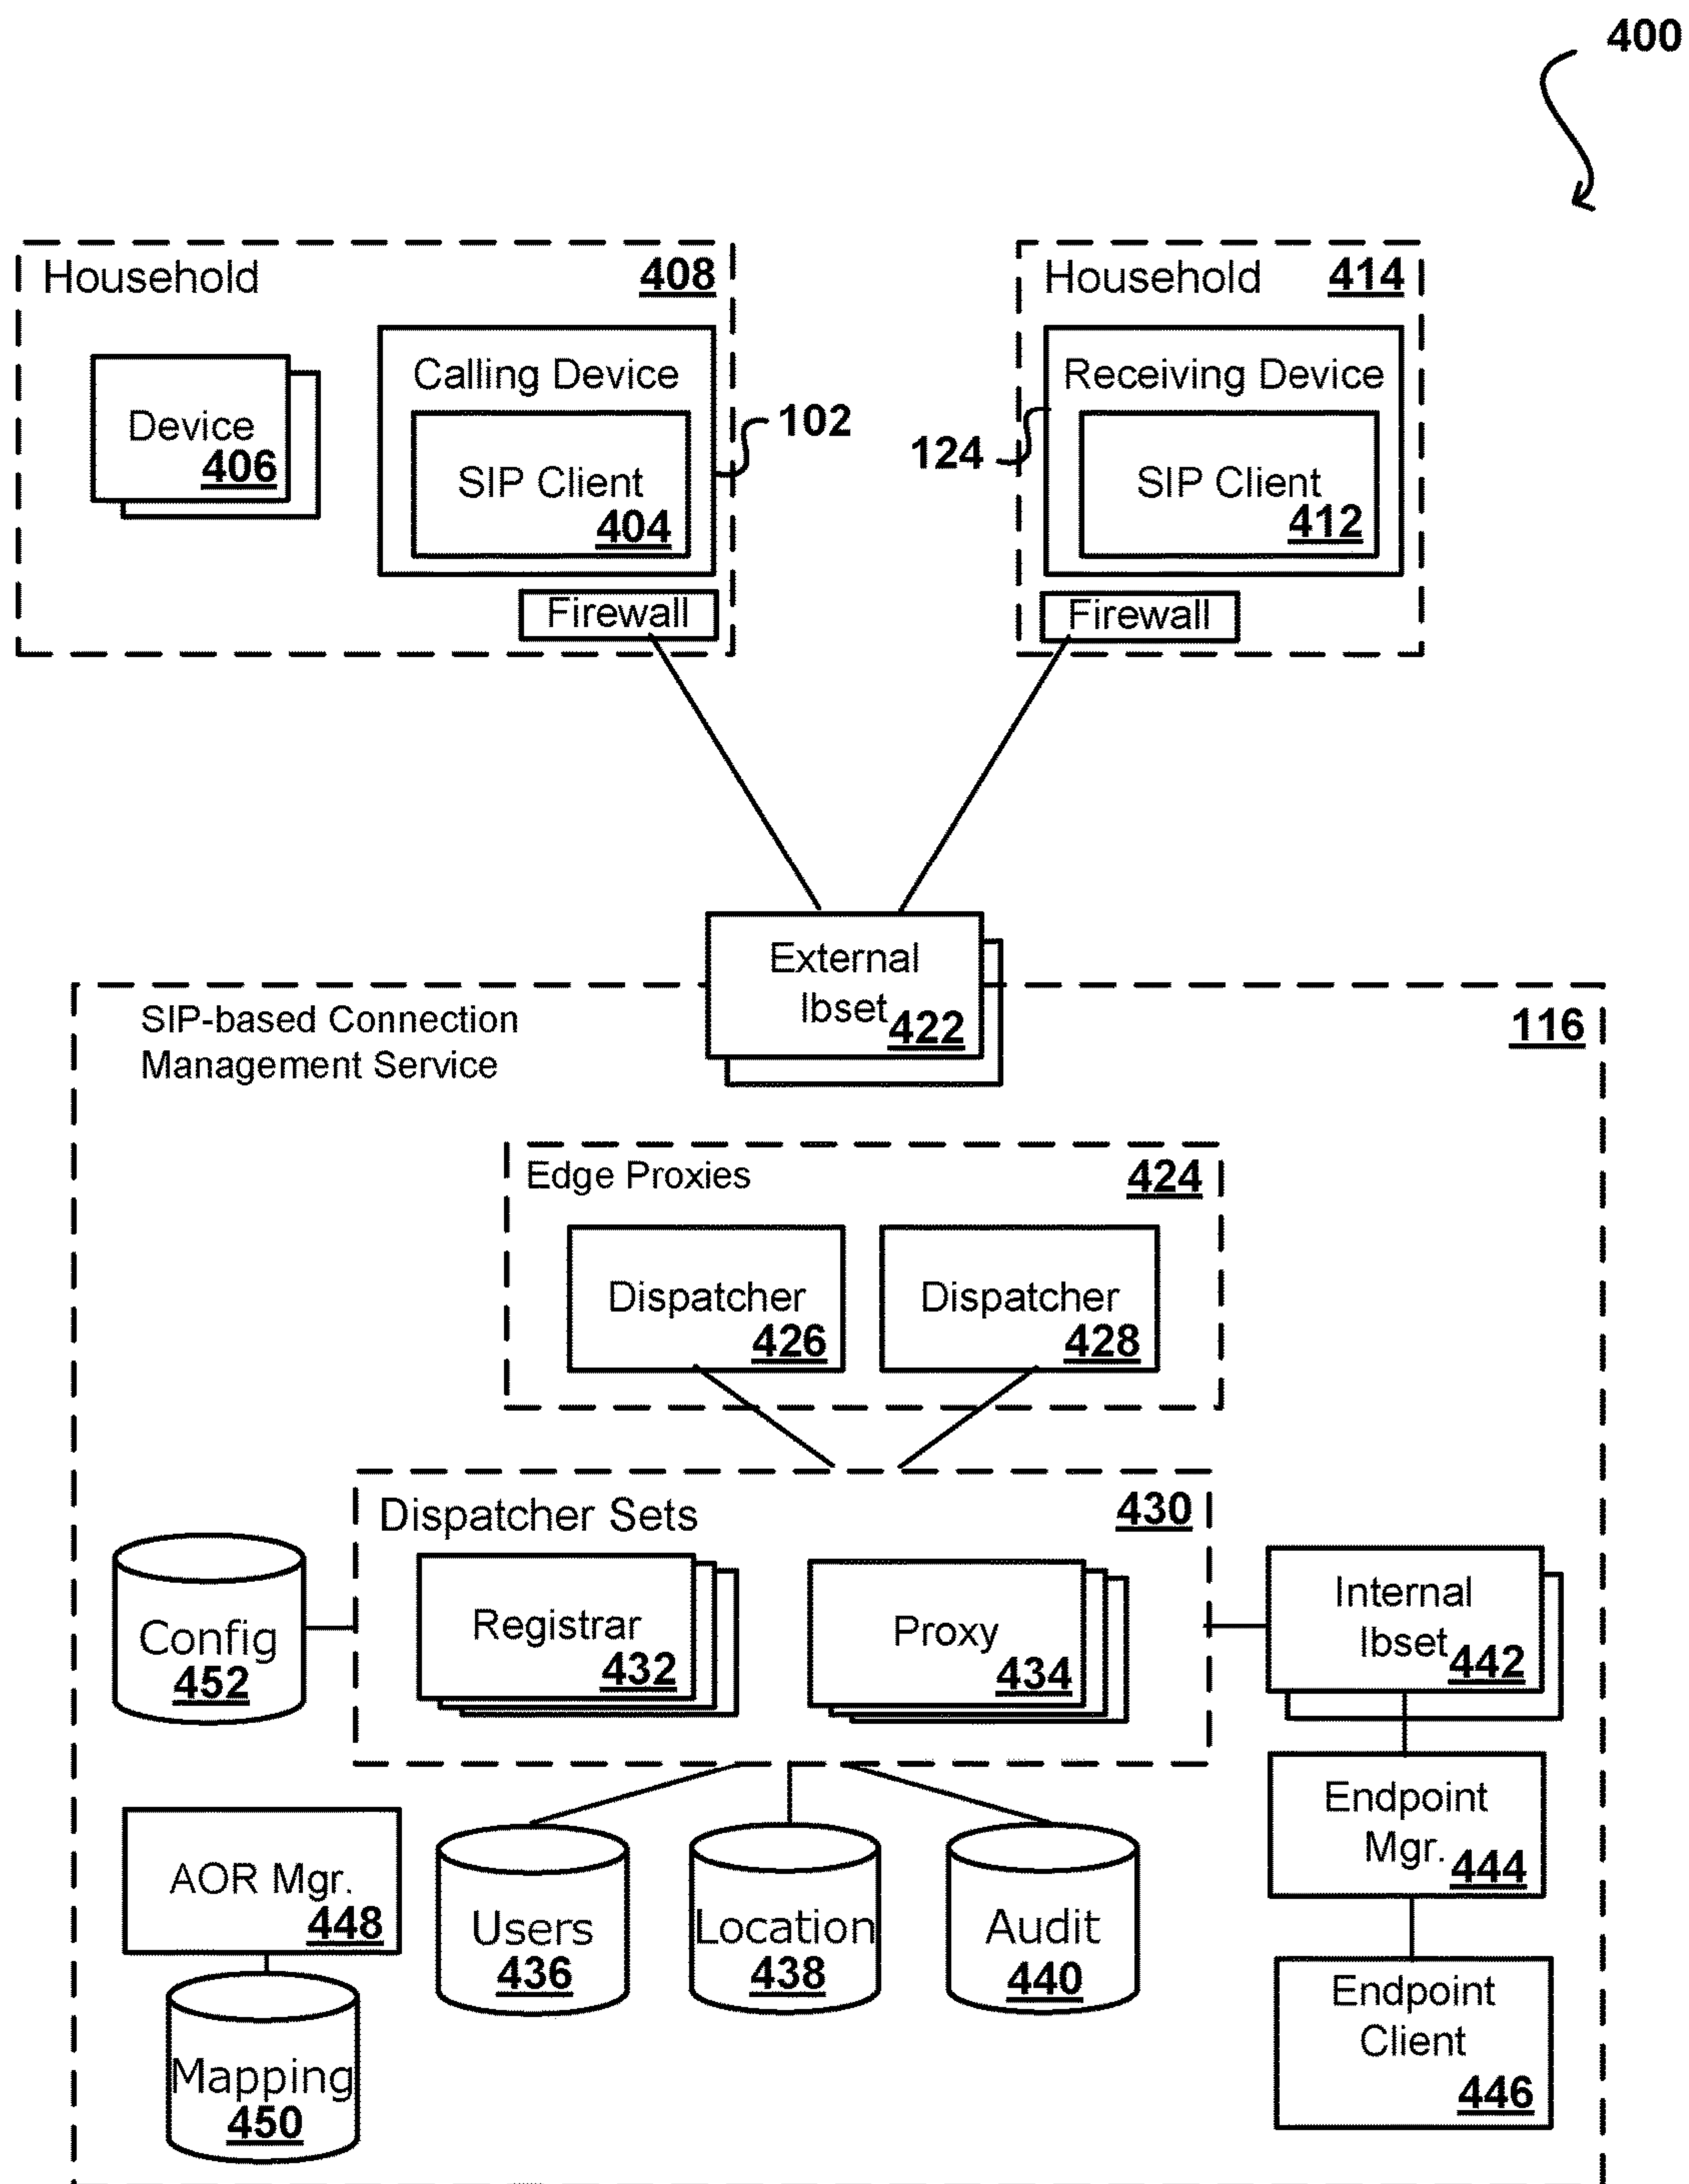 400
Household 408
Household 414
Calling Device
Receiving Device
Device
406
102
124
SIP Client
404
SIP Client
412
Firewall
Firewall
External
lbset
422
SIP-based Connection
Management Service
116
Edge Proxies 424
Dispatcher
426
Dispatcher
428
Dispatcher Sets 430
Config
452
Registrar
432
Proxy
434
Internal
lbset
442
Endpoint
Mgr.
444
AOR Mgr.
448
Users
436
Location
438
Audit
440
Endpoint
Client
446
Mapping
450